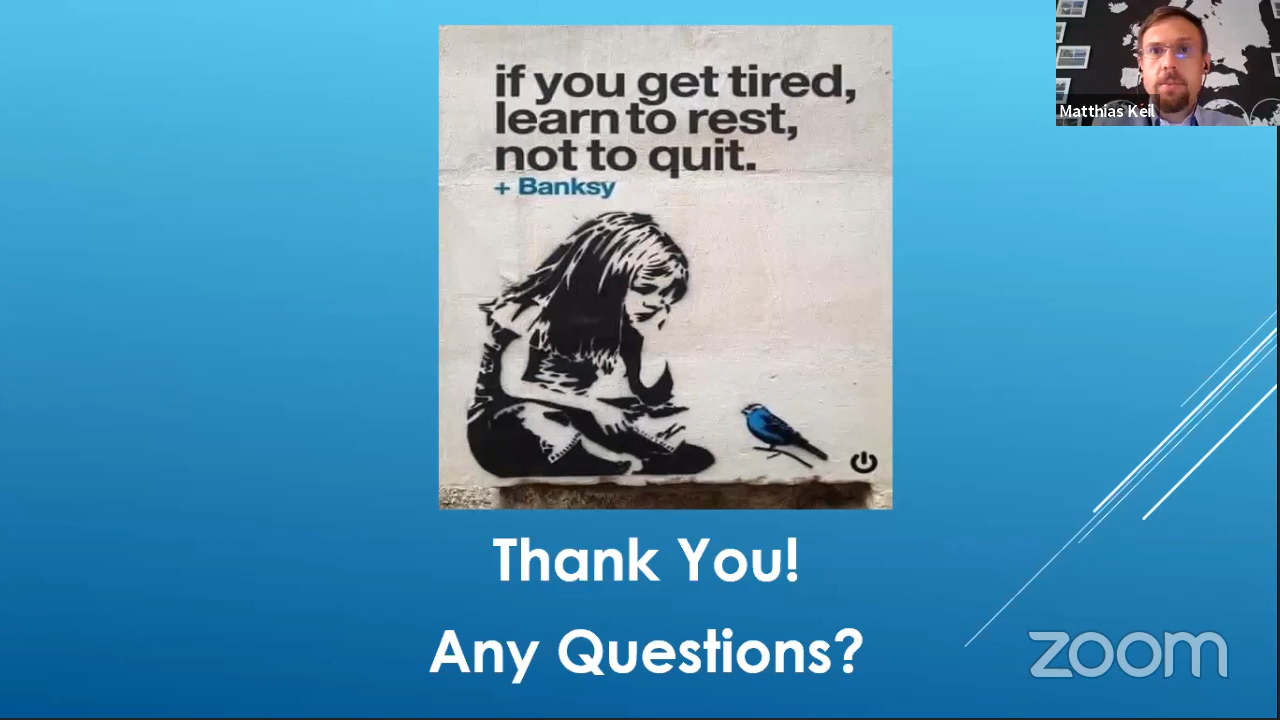 if you get tired,
learn to rest,
not to quit.
+ Banksy
Matthias Keil
Thank You!
Any Questions?
zoom